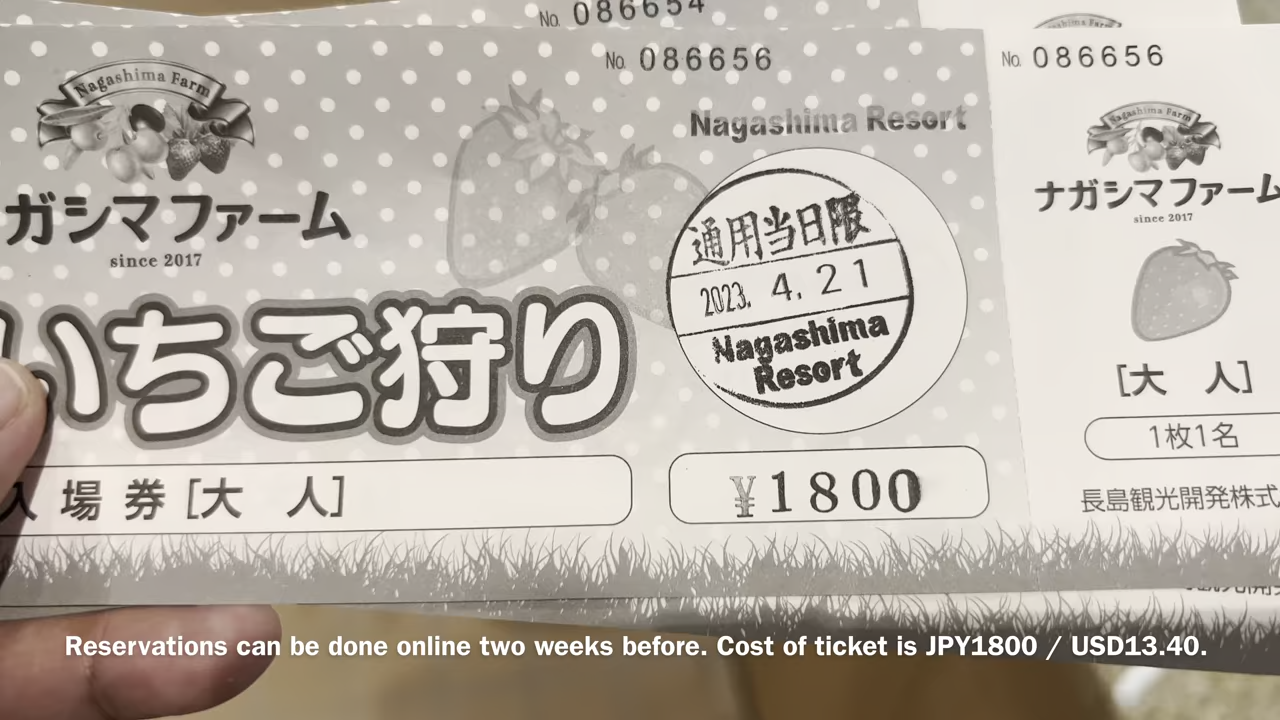 No. 086654
No. 086656
Nagashima Farm
ガシマファーム
since 2017
Nagashima Resort
通用当日限
2023. 4. 21
Nagashima
Resort
いちご狩り
入場券[大 人]
¥1800
No. 086656
Nagashima Farm
ナガシマファーム
since 2017
[大 人]
1枚1名
長島観光開発株式
Reservations can be done online two weeks before. Cost of ticket is JPY1800 / USD13.40.